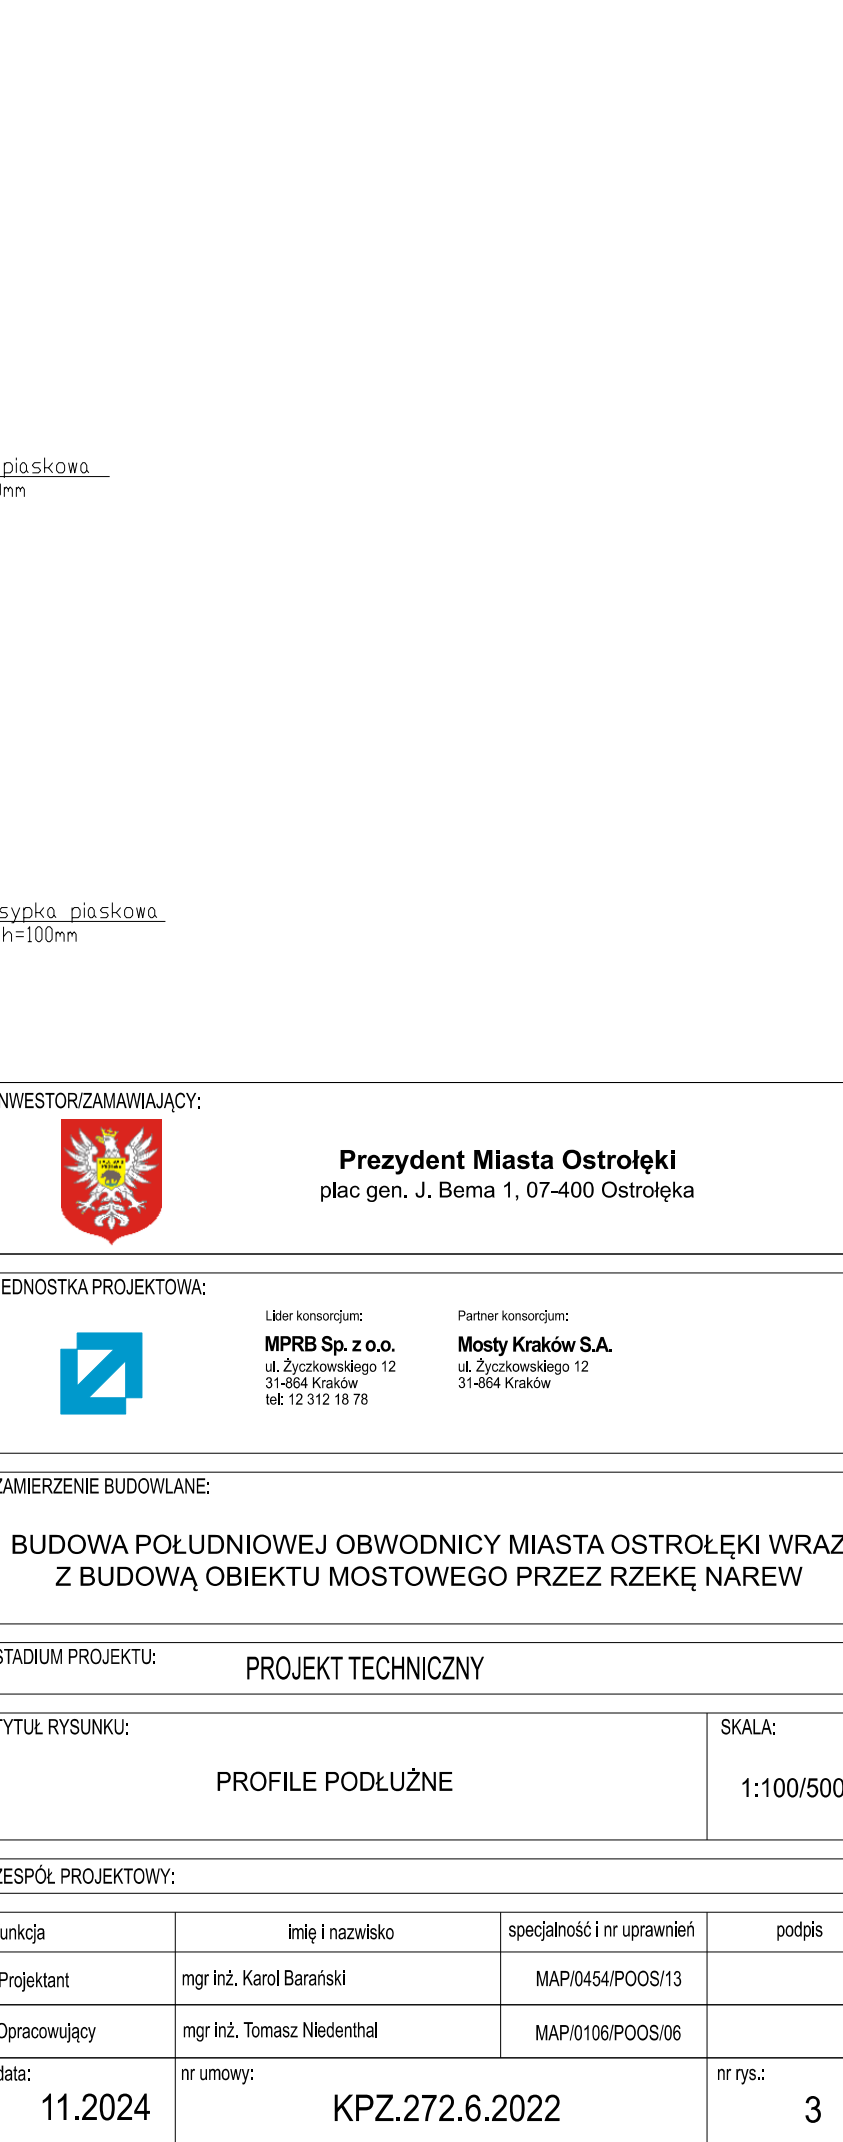 piaskowa
mm
sypka piaskowa
h=100mm
NWESTOR/ZAMAWIAJĄCY:
Prezydent Miasta Ostrołęki
plac gen. J. Bema 1, 07-400 Ostrołęka
EDNOSTKA PROJEKTOWA:
Lider konsorcjum:
MPRB Sp. z o.o.
ul. Życzkowskiego 12
31-864 Kraków
tel: 12 312 18 78
Partner konsorcjum:
Mosty Kraków S.A.
ul. Życzkowskiego 12
31-864 Kraków
ZAMIERZENIE BUDOWLANE:
BUDOWA POŁUDNIOWEJ OBWODNICY MIASTA OSTROŁĘKI WRAZ
Z BUDOWĄ OBIEKTU MOSTOWEGO PRZEZ RZEKĘ NAREW
STADIUM PROJEKTU:
PROJEKT TECHNICZNY
TYTUŁ RYSUNKU:
SKALA:
PROFILE PODŁUŻNE
1:100/500
ZESPÓŁ PROJEKTOWY:
unkcja imię i nazwisko specjalność i nr uprawnień podpis
Projektant mgr inż. Karol Barański MAP/0454/POOS/13
Opracowujący mgr inż. Tomasz Niedenthal MAP/0106/POOS/06
data: nr umowy: nr rys.:
11.2024 KPZ.272.6.2022 3